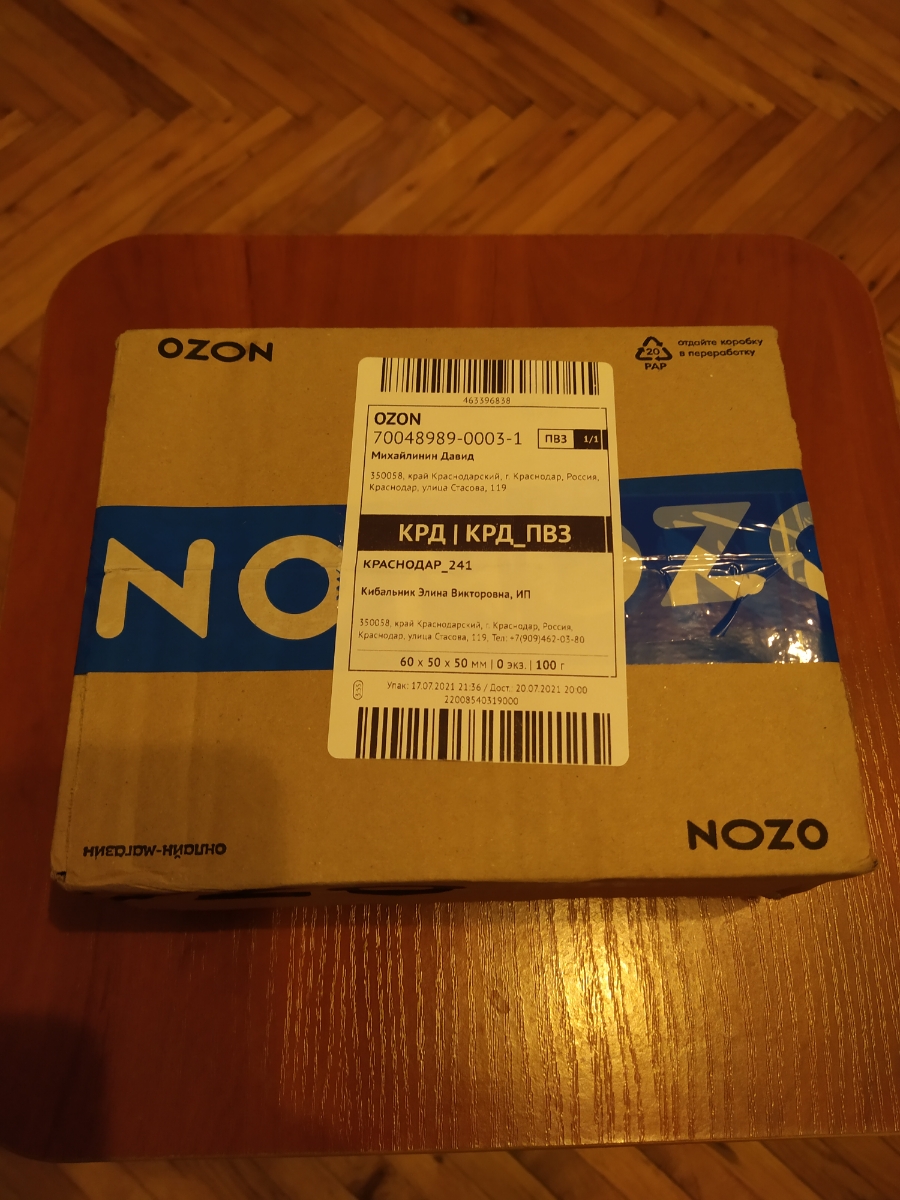 OZON
отдайте коробку
в переработку
20
PAP
463396838
OZON
70048989-0003-1 ПВЗ 1/1
Михайлинин Давид
350058, край Краснодарский, г. Краснодар, Россия,
Краснодар, улица Стасова, 119
КРД | КРД_ПВЗ
КРАСНОДАР_241
Кибальник Элина Викторовна, ИП
350058, край Краснодарский, г. Краснодар, Россия,
Краснодар, улица Стасова, 119, Тел: +7(909)462-03-80
60 x 50 x 50 мм | 0 экз. | 100 г
Упак: 17.07.2021 21:36 / Дост.: 20.07.2021 20:00
22008540319000
NO
OZO
онлайн-магазин
OZON